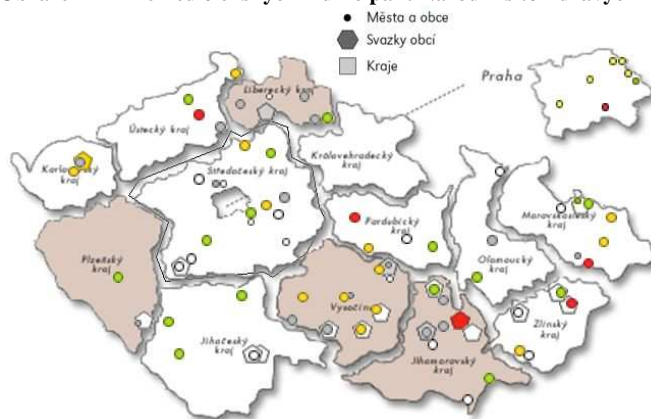 Města a obce
Svazky obcí
Kraje
Praha
Liberecký kraj
Ústecký kraj
Karlovarský kraj
Středočeský kraj
Královehradecký kraj
Pardubický kraj
Moravskoslezský kraj
Olomoucký kraj
Plzeňský kraj
Vysočina
Zlínský kraj
Jihočeský kraj
Jihomoravský kraj